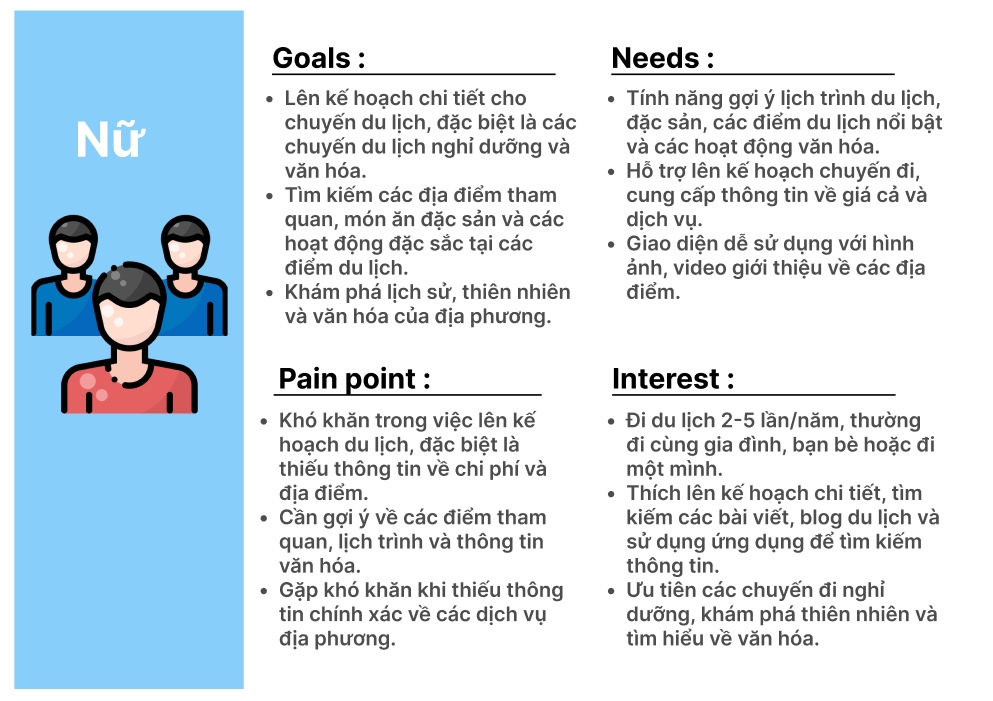 Nữ
Goals :
• Lên kế hoạch chi tiết cho
chuyến du lịch, đặc biệt là các
chuyến du lịch nghỉ dưỡng và
văn hóa.
• Tìm kiếm các địa điểm tham
quan, món ăn đặc sản và các
hoạt động đặc sắc tại các
điểm du lịch.
• Khám phá lịch sử, thiên nhiên
và văn hóa của địa phương.
Needs :
• Tính năng gợi ý lịch trình du lịch,
đặc sản, các điểm du lịch nổi bật
và các hoạt động văn hóa.
• Hỗ trợ lên kế hoạch chuyến đi,
cung cấp thông tin về giá cả và
dịch vụ.
• Giao diện dễ sử dụng với hình
ảnh, video giới thiệu về các địa
điểm.
Pain point :
• Khó khăn trong việc lên kế
hoạch du lịch, đặc biệt là
thiếu thông tin về chi phí và
địa điểm.
• Cần gợi ý về các điểm tham
quan, lịch trình và thông tin
văn hóa.
• Gặp khó khăn khi thiếu thông
tin chính xác về các dịch vụ
địa phương.
Interest :
• Đi du lịch 2-5 lần/năm, thường
đi cùng gia đình, bạn bè hoặc đi
một mình.
• Thích lên kế hoạch chi tiết, tìm
kiếm các bài viết, blog du lịch và
sử dụng ứng dụng để tìm kiếm
thông tin.
• Ưu tiên các chuyến đi nghỉ
dưỡng, khám phá thiên nhiên và
tìm hiểu về văn hóa.